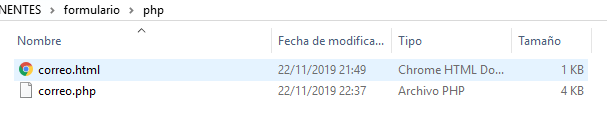 NENTES > formulario > php
Nombre Fecha de modifica... Tipo Tamaño
correo.html 22/11/2019 21:49 Chrome HTML Do... 1 KB
correo.php 22/11/2019 22:37 Archivo PHP 4 KB